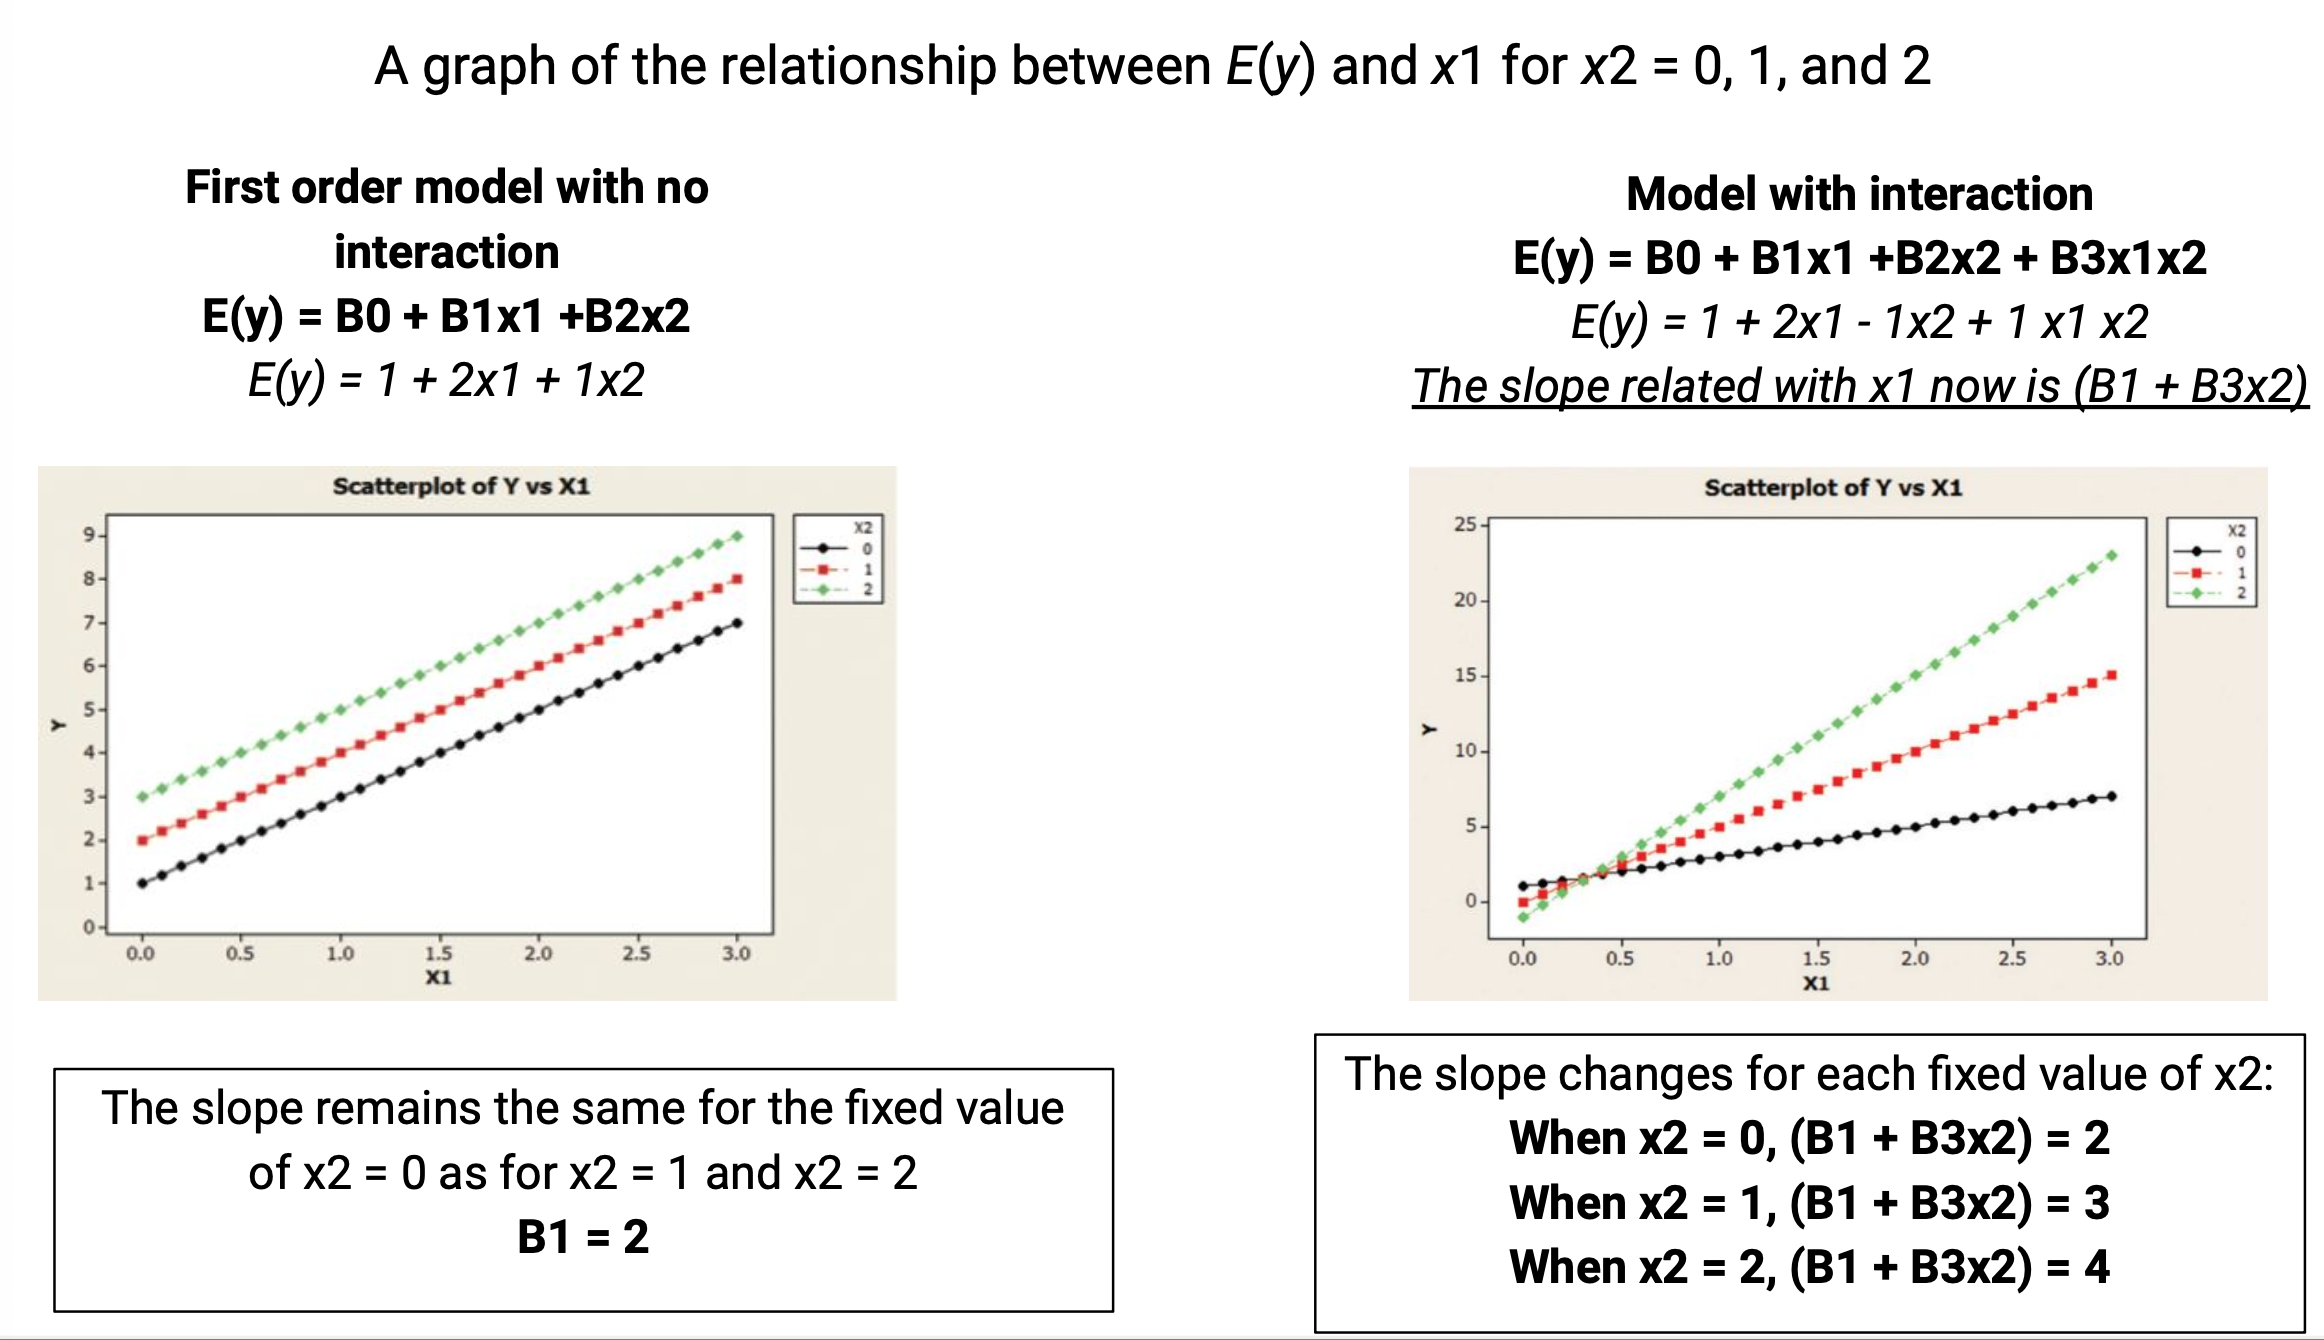 A graph of the relationship between E(y) and x1 for x2 = 0, 1, and 2
First order model with no
interaction
E(y) = B0 + B1x1 +B2x2
E(y) = 1 + 2x1 + 1x2
Model with interaction
E(y) = B0 + B1x1 +B2x2 + B3x1x2
E(y) = 1 + 2x1 - 1x2 + 1 x1 x2
The slope related with x1 now is (B1 + B3x2)
Scatterplot of Y vs X1
9
8
7
6
5
4
3
2
1
0
Y
0.0 0.5 1.0 1.5 2.0 2.5 3.0
X1
X2
0
1
2
Scatterplot of Y vs X1
25
20
15
10
5
0
Y
0.0 0.5 1.0 1.5 2.0 2.5 3.0
X1
X2
0
1
2
The slope remains the same for the fixed value
of x2 = 0 as for x2 = 1 and x2 = 2
B1 = 2
The slope changes for each fixed value of x2:
When x2 = 0, (B1 + B3x2) = 2
When x2 = 1, (B1 + B3x2) = 3
When x2 = 2, (B1 + B3x2) = 4